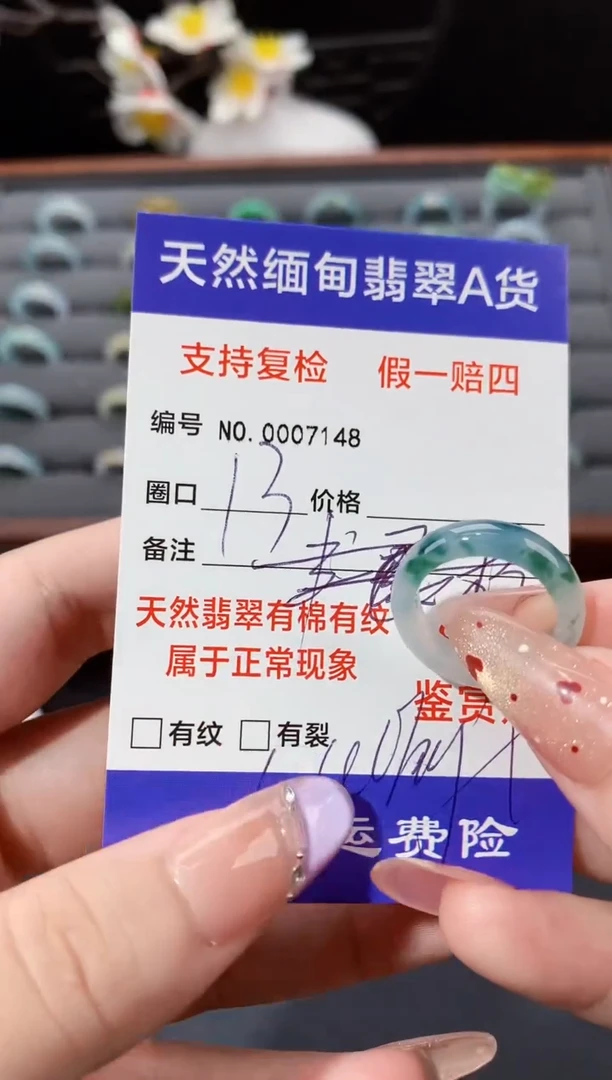 天然缅甸翡翠A货
支持复检 假一赔四
编号 NO.0007148
圈口 13 价格
备注
天然翡翠有棉有纹
属于正常现象
鉴赏
有纹 有裂
运费险